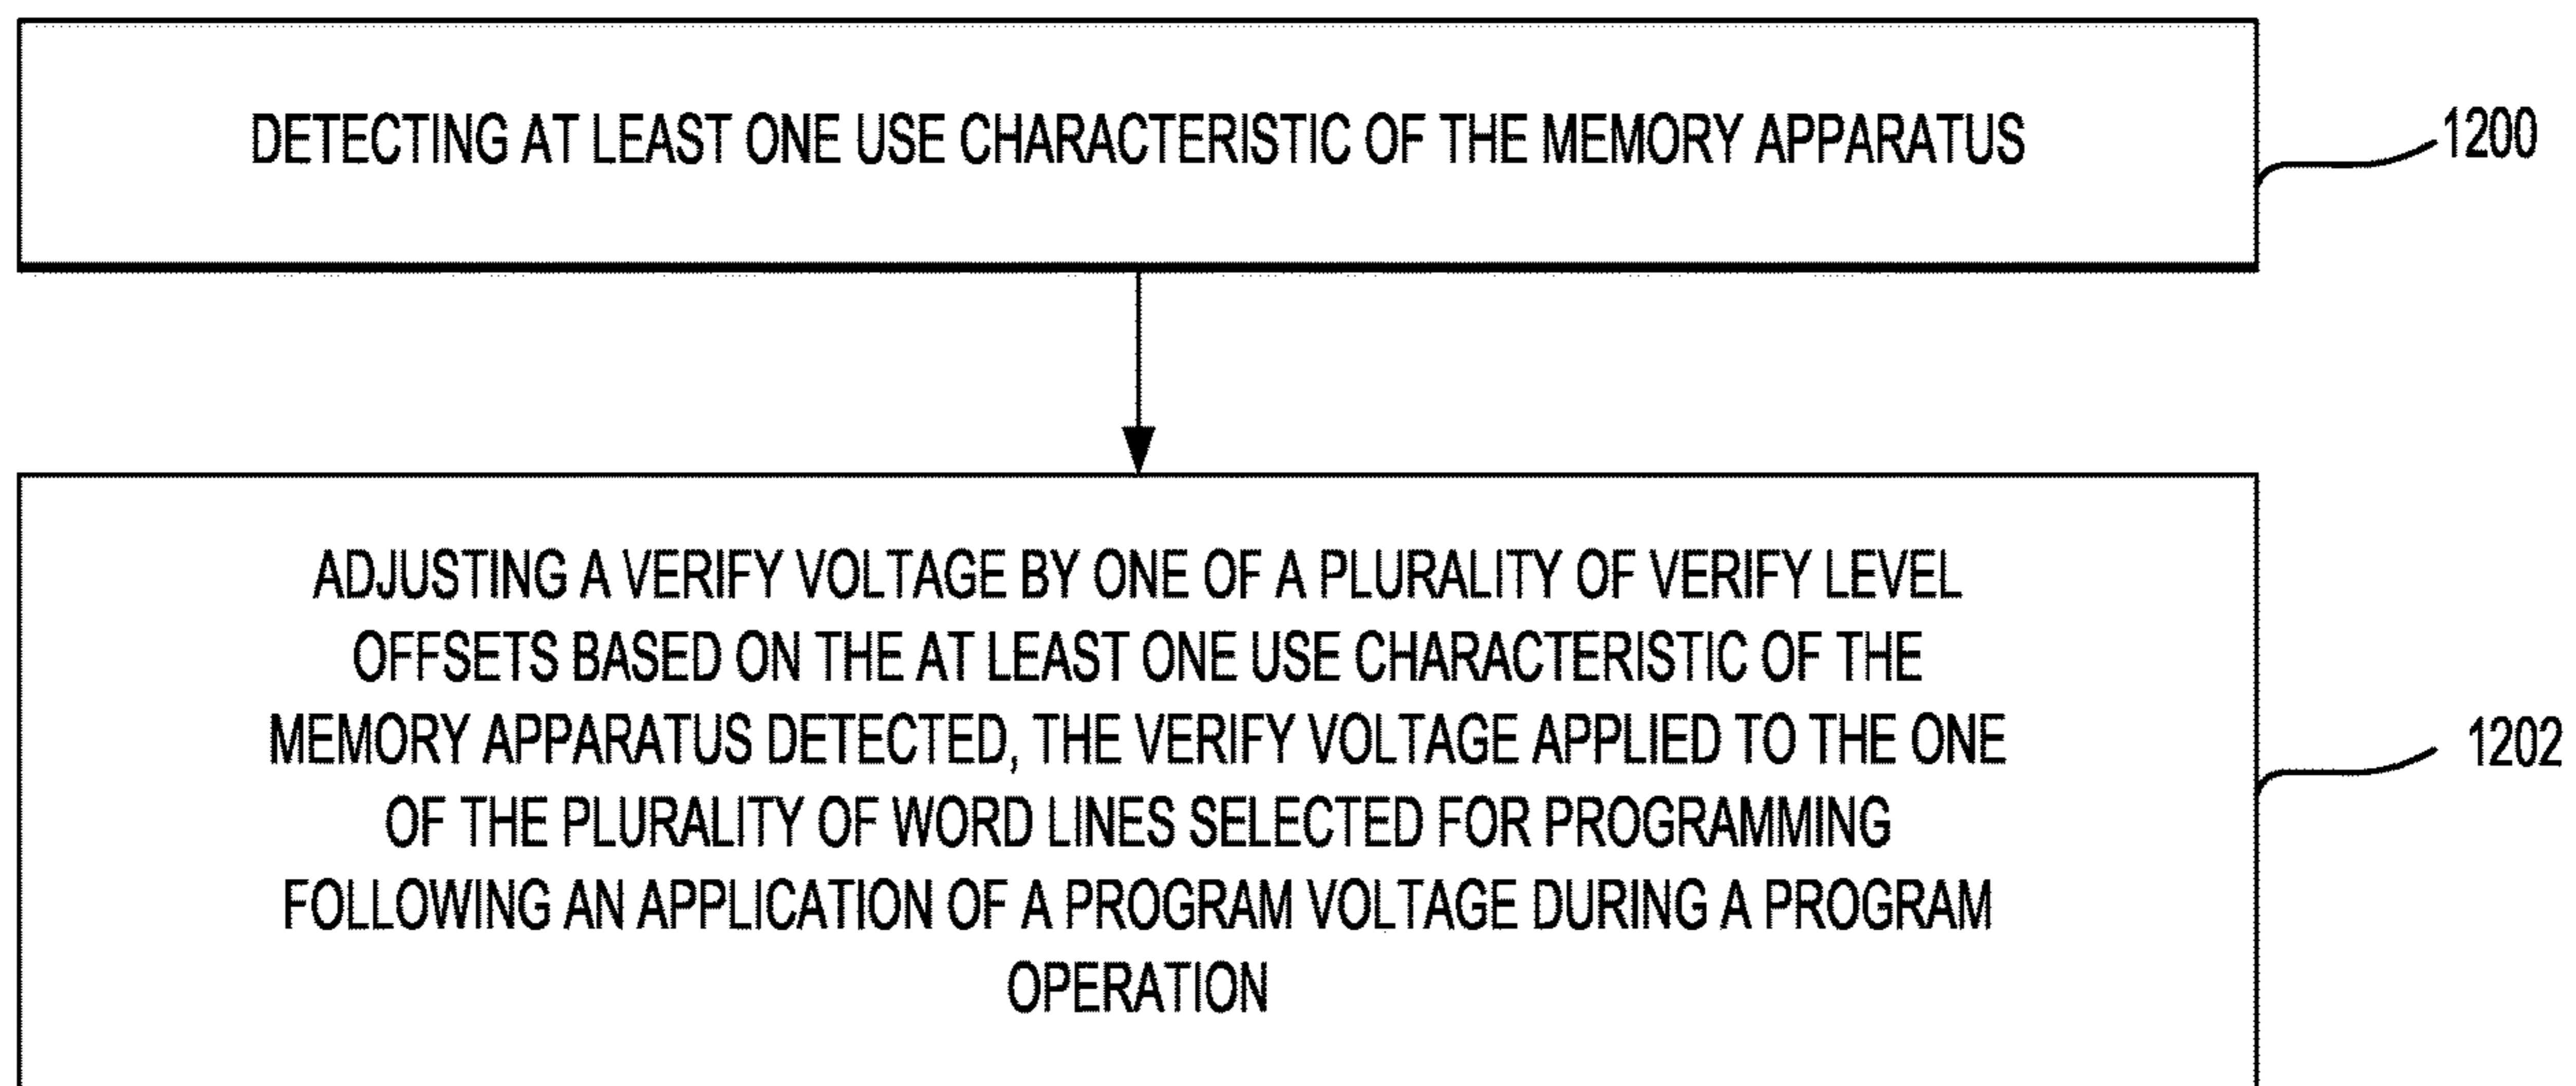 DETECTING AT LEAST ONE USE CHARACTERISTIC OF THE MEMORY APPARATUS
1200
ADJUSTING A VERIFY VOLTAGE BY ONE OF A PLURALITY OF VERIFY LEVEL
OFFSETS BASED ON THE AT LEAST ONE USE CHARACTERISTIC OF THE
MEMORY APPARATUS DETECTED, THE VERIFY VOLTAGE APPLIED TO THE ONE
OF THE PLURALITY OF WORD LINES SELECTED FOR PROGRAMMING
FOLLOWING AN APPLICATION OF A PROGRAM VOLTAGE DURING A PROGRAM
OPERATION
1202